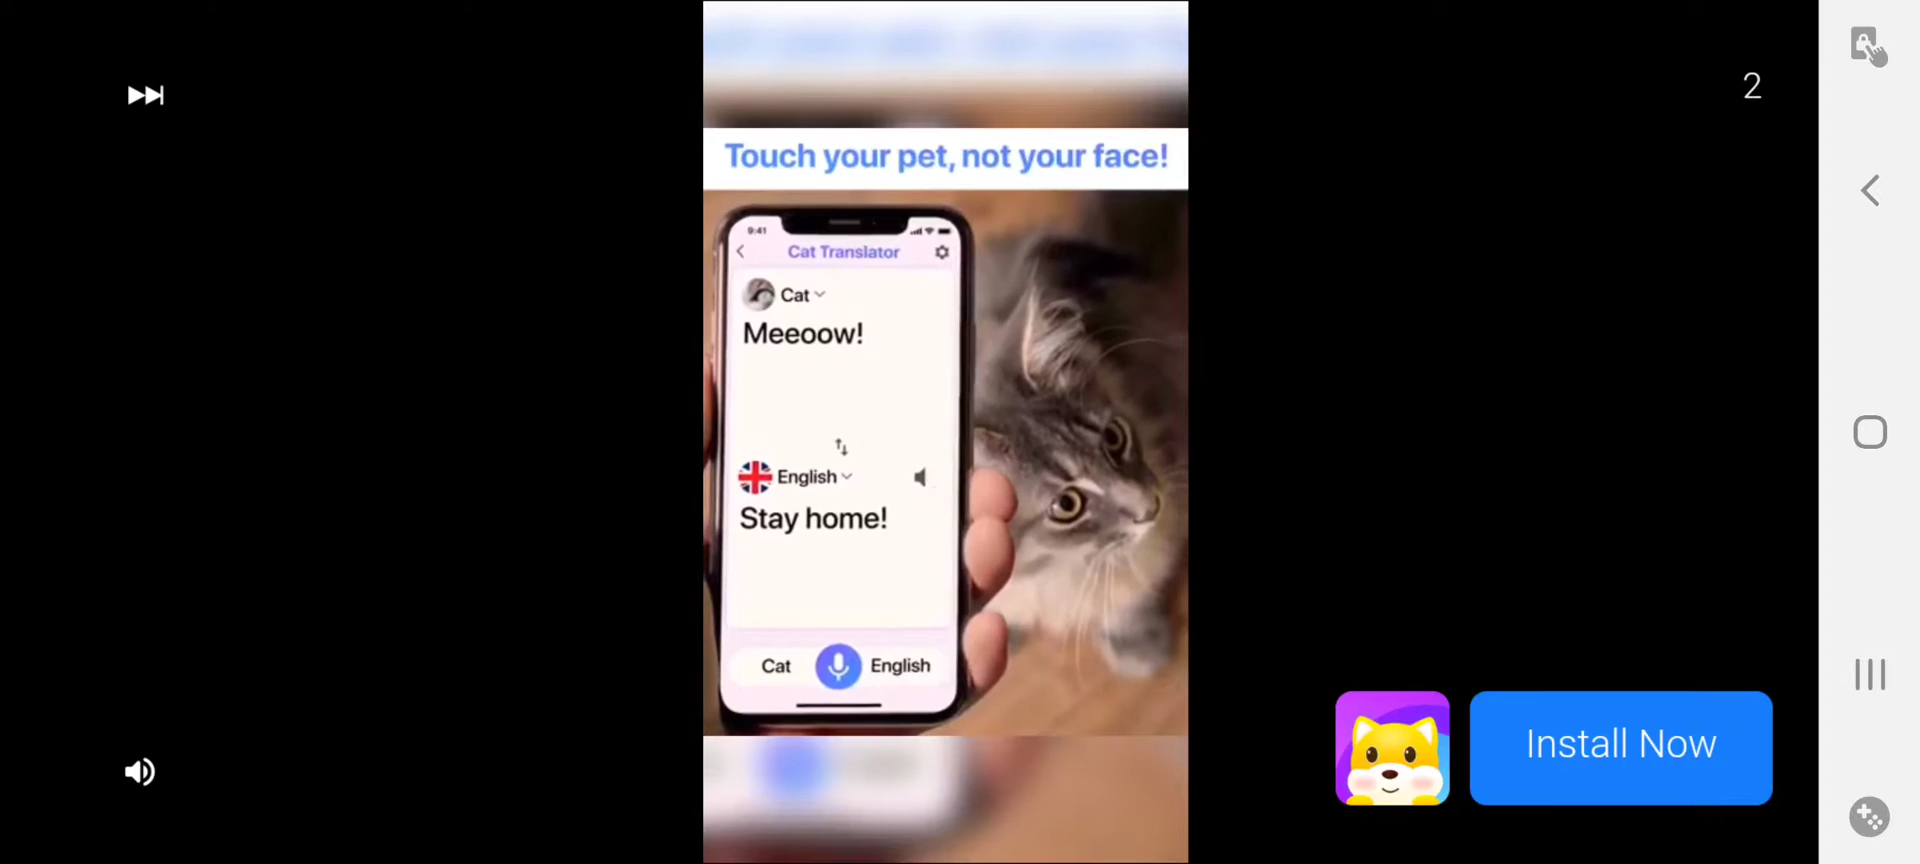 2
Touch your pet, not your face!
9:41
Cat Translator
Cat
Meeoow!
English
Stay home!
Cat English
Install Now